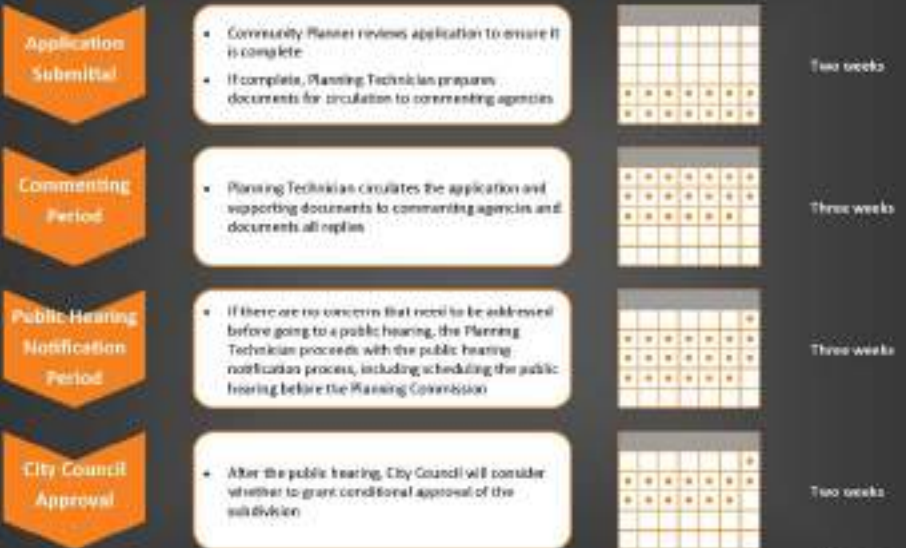 Application
Submittal
• Community Planner reviews application to ensure it
is complete
• If complete, Planning Technician prepares
documents for circulation to commenting agencies
Two weeks
Commenting
Period
• Planning Technician circulates the application and
supporting documents to commenting agencies and
documents all replies
Three weeks
Public Hearing
Notification
Period
• If there are no concerns that need to be addressed
before going to a public hearing, the Planning
Technician proceeds with the public hearing
notification process, including scheduling the public
hearing before the Planning Commission
Three weeks
City Council
Approval
• After the public hearing, City Council will consider
whether to grant conditional approval of the
subdivision
Two weeks